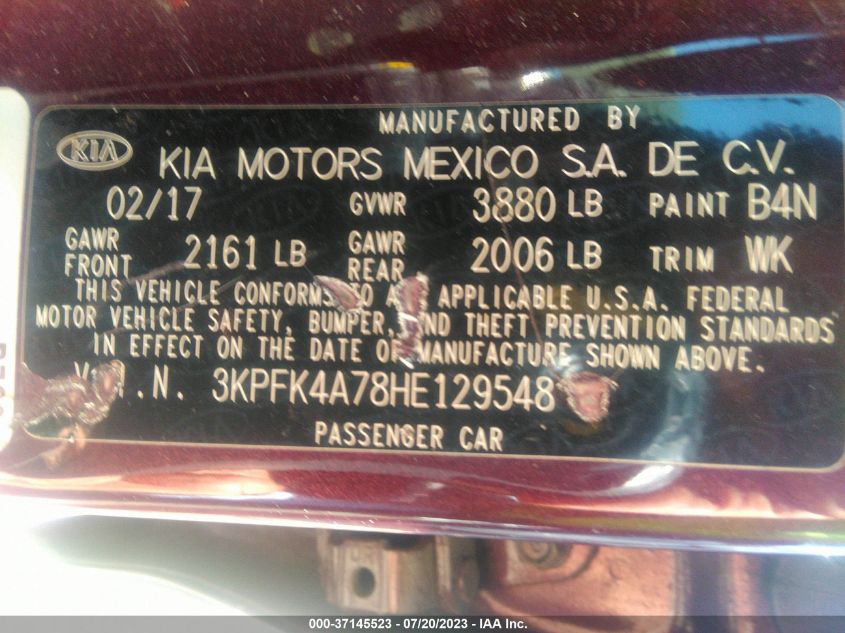 MANUFACTURED BY
KIA KIA MOTORS MEXICO S.A. DE C.V.
02/17 GVWR 3880 LB PAINT B4N
GAWR FRONT 2161 LB GAWR REAR 2006 LB TRIM WK
THIS VEHICLE CONFORMS APPLICABLE U.S.A. FEDERAL
MOTOR VEHICLE SAFETY, BUMPER, AND THEFT PREVENTION STANDARDS
IN EFFECT ON THE DATE OF MANUFACTURE SHOWN ABOVE.
V.I.N. 3KPFK4A78HE129548
PASSENGER CAR
000-37145523 / 07/20/2023 - IAA Inc.